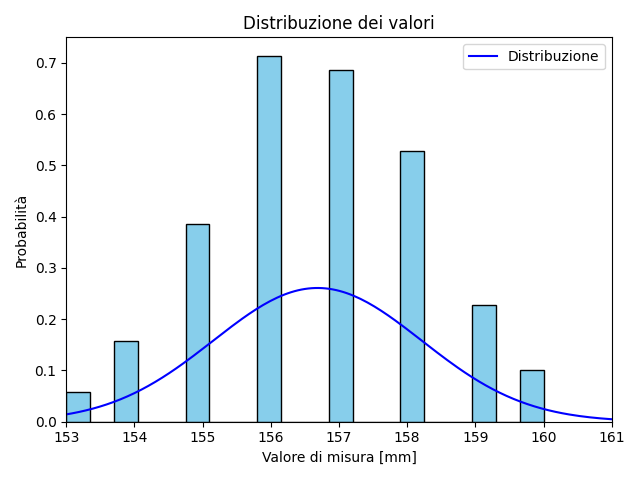 Distribuzione dei valori
Distribuzione
Probabilità
0.7
0.6
0.5
0.4
0.3
0.2
0.1
0.0
153 154 155 156 157 158 159 160 161
Valore di misura [mm]